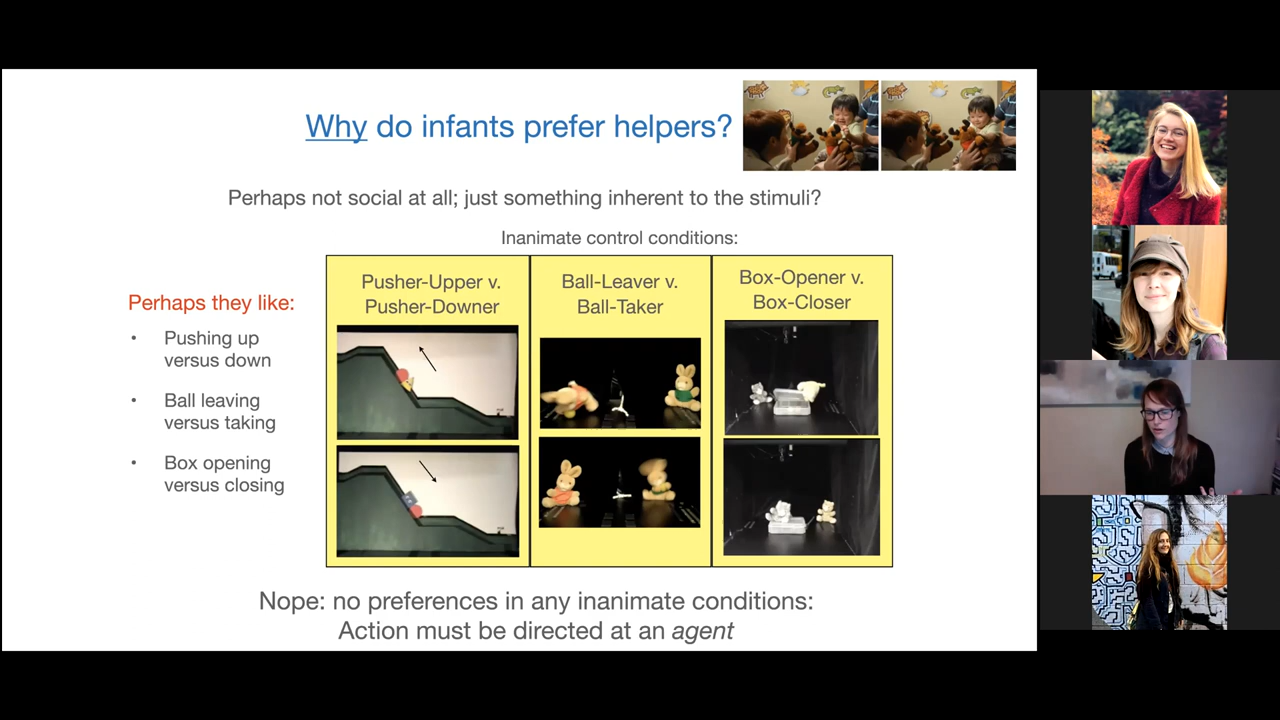 Why do infants prefer helpers?
Perhaps not social at all; just something inherent to the stimuli?
Inanimate control conditions:
Perhaps they like:
• Pushing up
versus down
• Ball leaving
versus taking
• Box opening
versus closing
Pusher-Upper v.
Pusher-Downer
Ball-Leaver v.
Ball-Taker
Box-Opener v.
Box-Closer
Nope: no preferences in any inanimate conditions:
Action must be directed at an agent